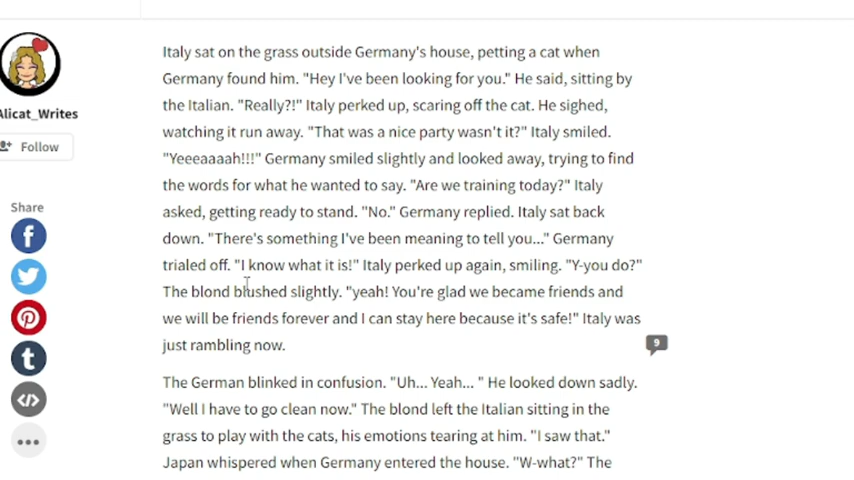 Italy sat on the grass outside Germany's house, petting a cat when
Germany found him. "Hey I've been looking for you." He said, sitting by
the Italian. "Really?!" Italy perked up, scaring off the cat. He sighed,
watching it run away. "That was a nice party wasn't it?" Italy smiled.
"Yeeeaaaah!!!" Germany smiled slightly and looked away, trying to find
the words for what he wanted to say. "Are we training today?" Italy
asked, getting ready to stand. "No." Germany replied. Italy sat back
down. "There's something I've been meaning to tell you..." Germany
trialed off. "I know what it is!" Italy perked up again, smiling. "Y-you do?"
The blond blushed slightly. "yeah! You're glad we became friends and
we will be friends forever and I can stay here because it's safe!" Italy was
just rambling now.
9
The German blinked in confusion. "Uh... Yeah... " He looked down sadly.
"Well I have to go clean now." The blond left the Italian sitting in the
grass to play with the cats, his emotions tearing at him. "I saw that."
Japan whispered when Germany entered the house. "W-what?" The
Alicat_Writes
Follow
Share